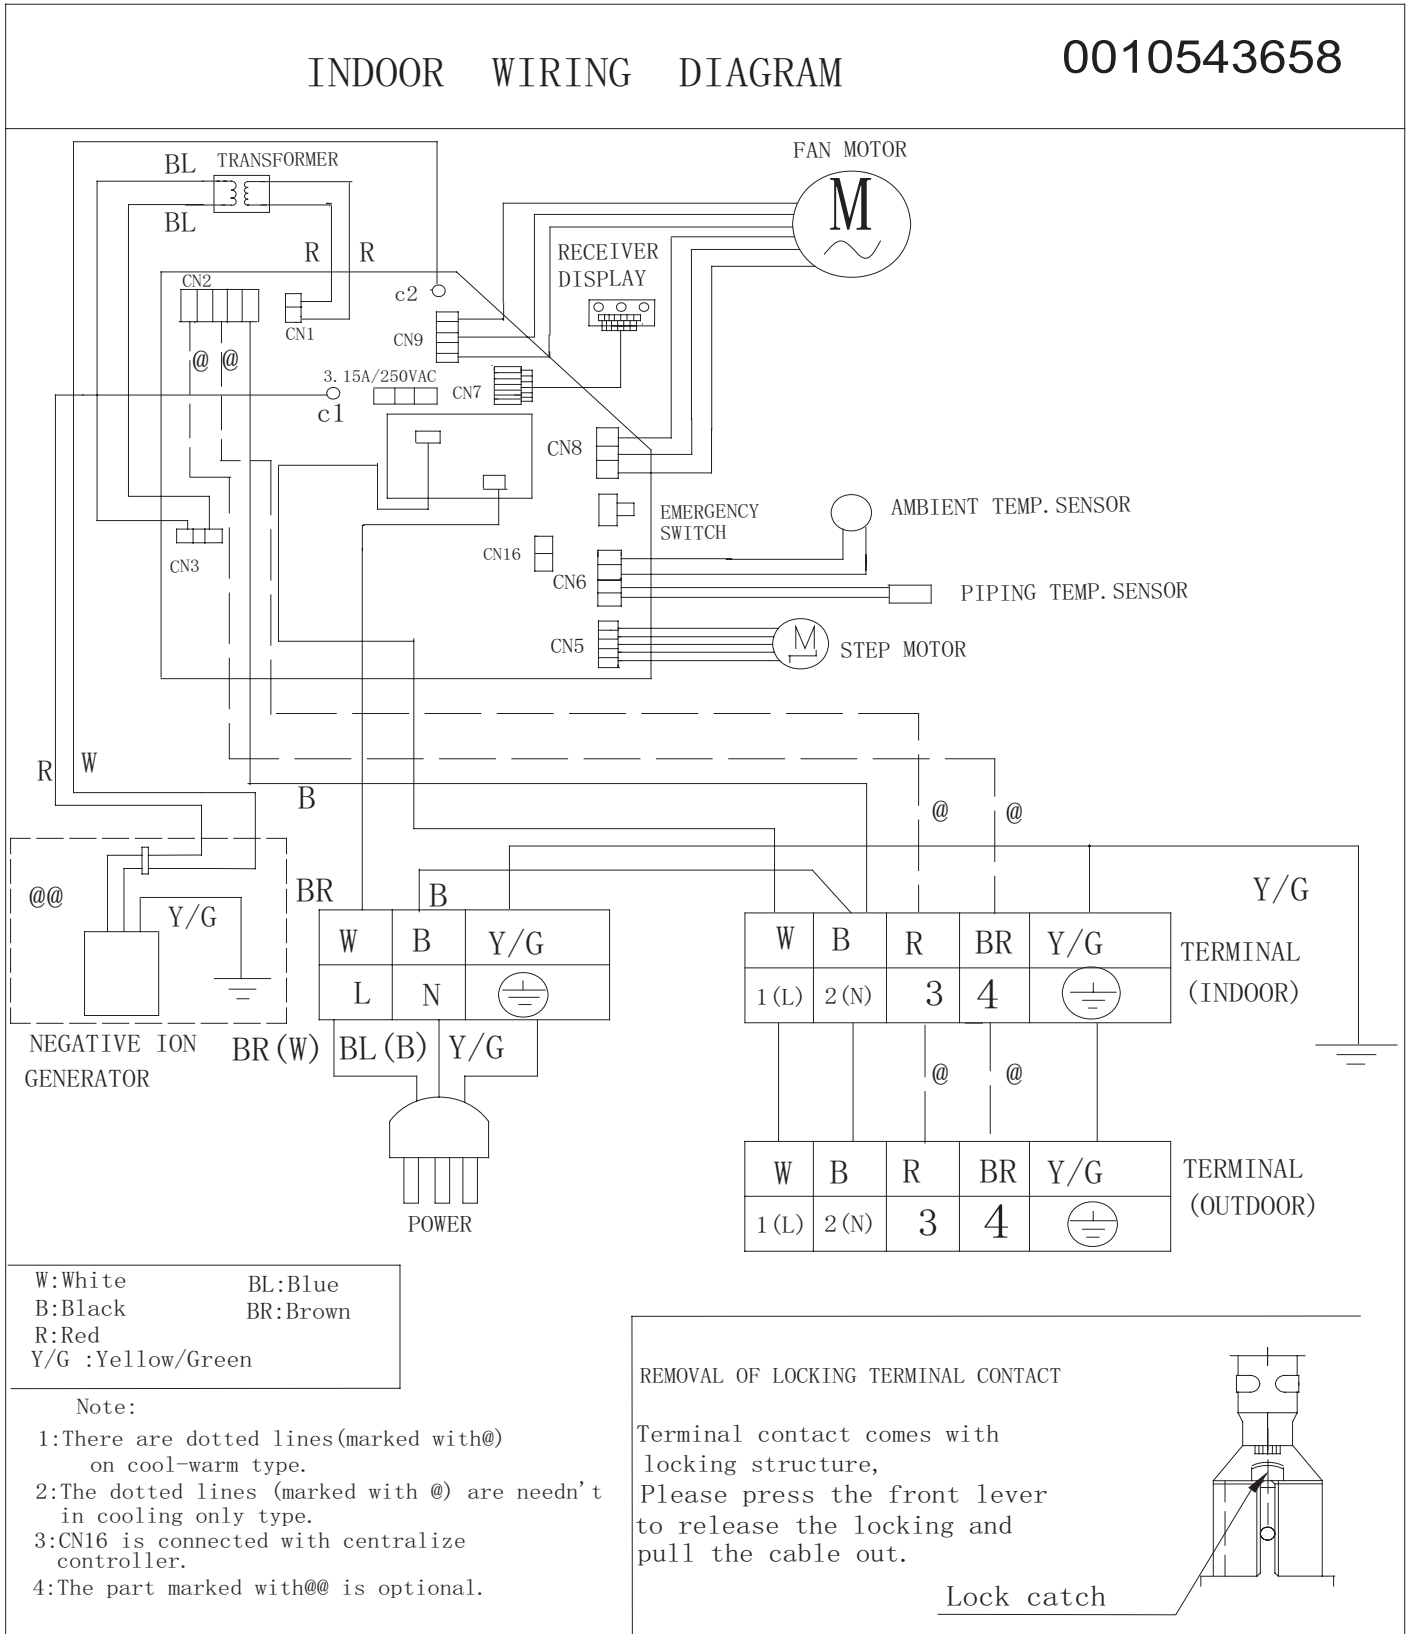 INDOOR WIRING DIAGRAM
0010543658
BL
TRANSFORMER
BL
R
R
FAN MOTOR
M
RECEIVER
DISPLAY
CN2
CN1
c2
CN9
@
@
3.15A/250VAC
c1
CN7
CN8
EMERGENCY
SWITCH
AMBIENT TEMP.SENSOR
CN3
CN16
CN6
PIPING TEMP.SENSOR
CN5
M
STEP MOTOR
R
W
B
@
@
@@
Y/G
BR
B
Y/G
W
B
Y/G
L
N
W
B
R
BR
Y/G
1(L)
2(N)
3
4
TERMINAL
(INDOOR)
NEGATIVE ION
GENERATOR
BR(W)
BL(B)
Y/G
@
@
POWER
W
B
R
BR
Y/G
1(L)
2(N)
3
4
TERMINAL
(OUTDOOR)
W:White
BL:Blue
B:Black
BR:Brown
R:Red
Y/G :Yellow/Green
Note:
1:There are dotted lines(marked with@)
on cool-warm type.
2:The dotted lines (marked with @) are needn't
in cooling only type.
3:CN16 is connected with centralize
controller.
4:The part marked with@@ is optional.
REMOVAL OF LOCKING TERMINAL CONTACT
Terminal contact comes with
locking structure,
Please press the front lever
to release the locking and
pull the cable out.
Lock catch